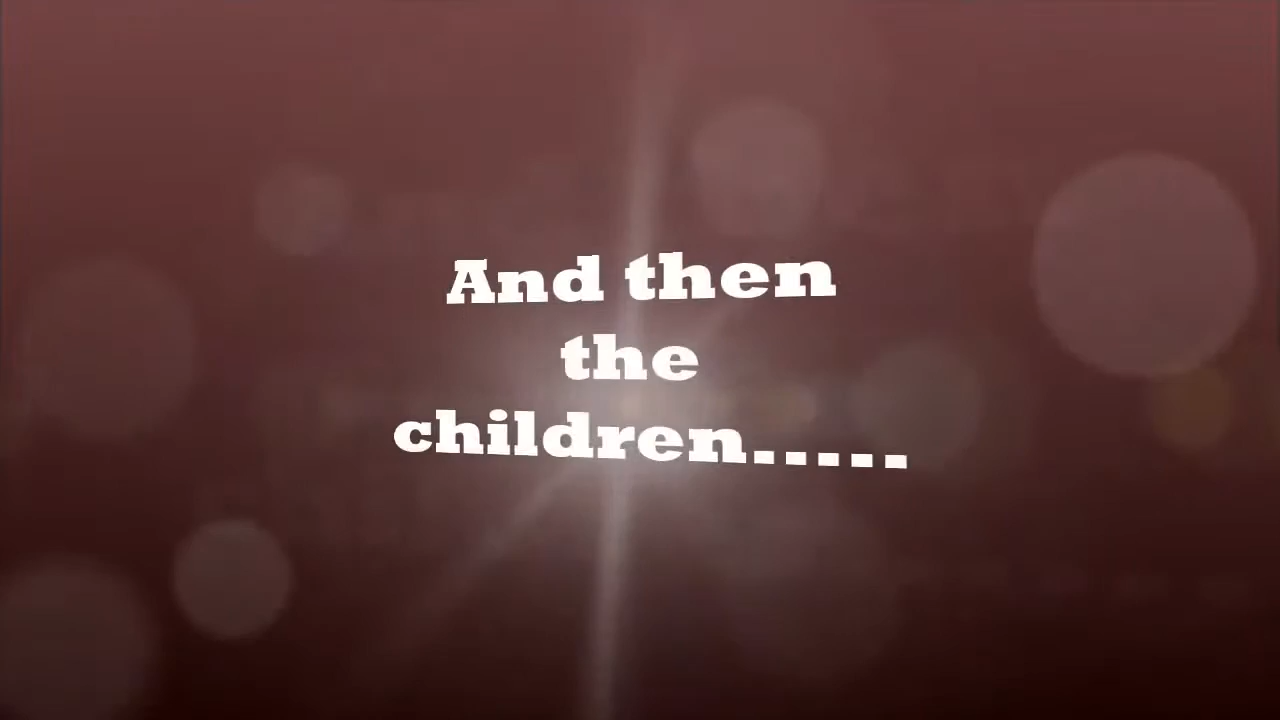 And then
the
children.....